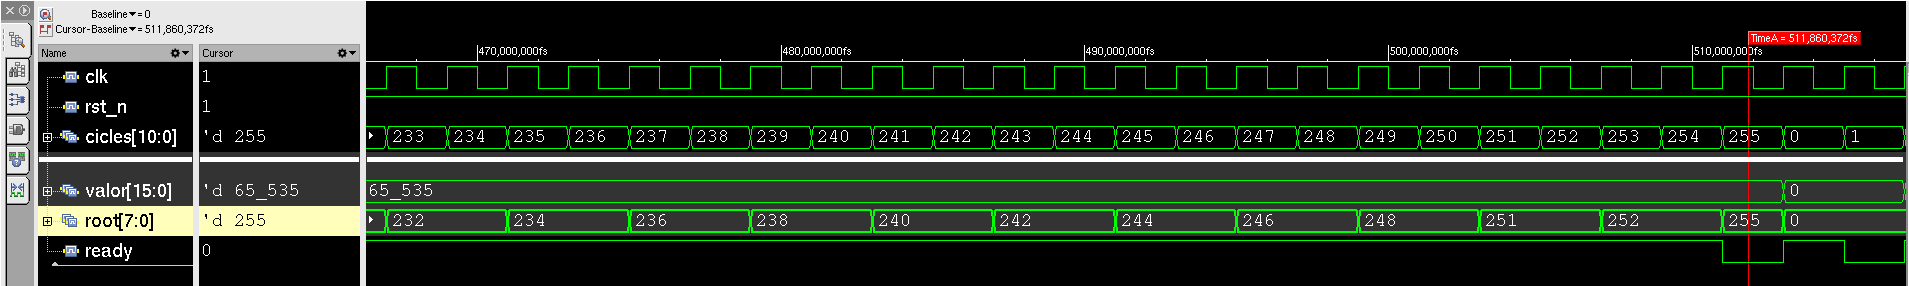 Baseline▼= 0
Cursor-Baseline▼= 511,860,372fs
TimeA = 511,860,372fs
Name Cursor 470,000,000fs 480,000,000fs 490,000,000fs 500,000,000fs 510,000,000fs
clk 1
rst_n 1
cicles[10:0] 'd 255 233 234 235 236 237 238 239 240 241 242 243 244 245 246 247 248 249 250 251 252 253 254 255 0 1
valor[15:0] 'd 65_535 65_535 0
root[7:0] 'd 255 232 234 236 238 240 242 244 246 248 251 252 255 0
ready 0